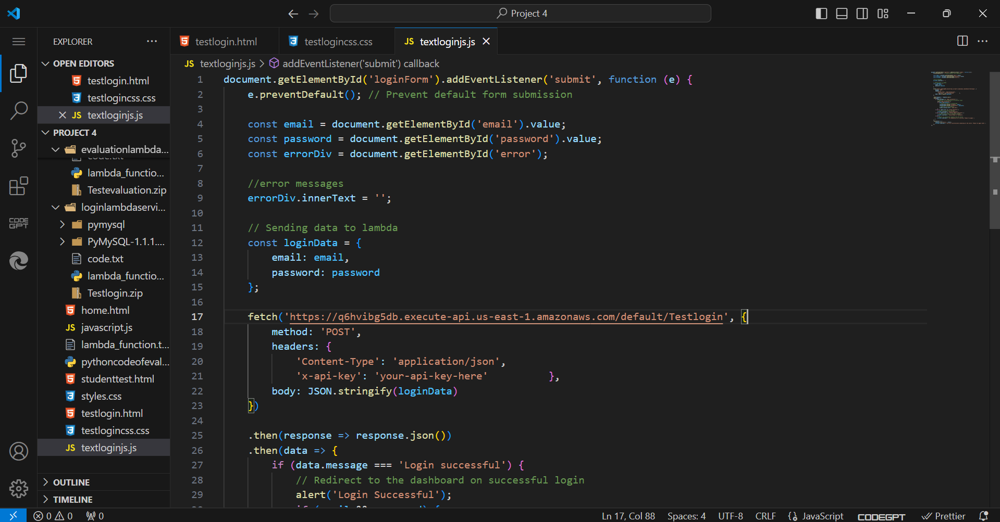 Project 4
EXPLORER
testlogin.html
testlogincss.css
JS textloginjs.js
OPEN EDITORS
testlogin.html
testlogincss.css
JS textloginjs.js
PROJECT 4
evaluationlambda...
code.txt
lambda_functio...
Testevaluation.zip
loginlambdaservi...
pymysql
PyMySQL-1.1.1....
code.txt
lambda_functio...
Testlogin.zip
home.html
JS javascript.js
lambda_function.t...
pythoncodeofeval...
studenttest.html
styles.css
testlogin.html
testlogincss.css
JS textloginjs.js
OUTLINE
TIMELINE
CODE GPT
JS textloginjs.js > addEventListener('submit') callback
1 document.getElementById('loginForm').addEventListener('submit', function (e) {
2 e.preventDefault(); // Prevent default form submission
3
4 const email = document.getElementById('email').value;
5 const password = document.getElementById('password').value;
6 const errorDiv = document.getElementById('error');
7
8 //error messages
9 errorDiv.innerText = '';
10
11 // Sending data to lambda
12 const loginData = {
13 email: email,
14 password: password
15 };
16
17 fetch('https://q6hvibg5db.execute-api.us-east-1.amazonaws.com/default/Testlogin', {
18 method: 'POST',
19 headers: {
20 'Content-Type': 'application/json',
21 'x-api-key': 'your-api-key-here' },
22 body: JSON.stringify(loginData)
23 })
24
25 .then(response => response.json())
26 .then(data => {
27 if (data.message === 'Login successful') {
28 // Redirect to the dashboard on successful login
29 alert('Login Successful');
0 0 0
Ln 17, Col 88 Spaces: 4 UTF-8 CRLF {} JavaScript CODEGPT Prettier